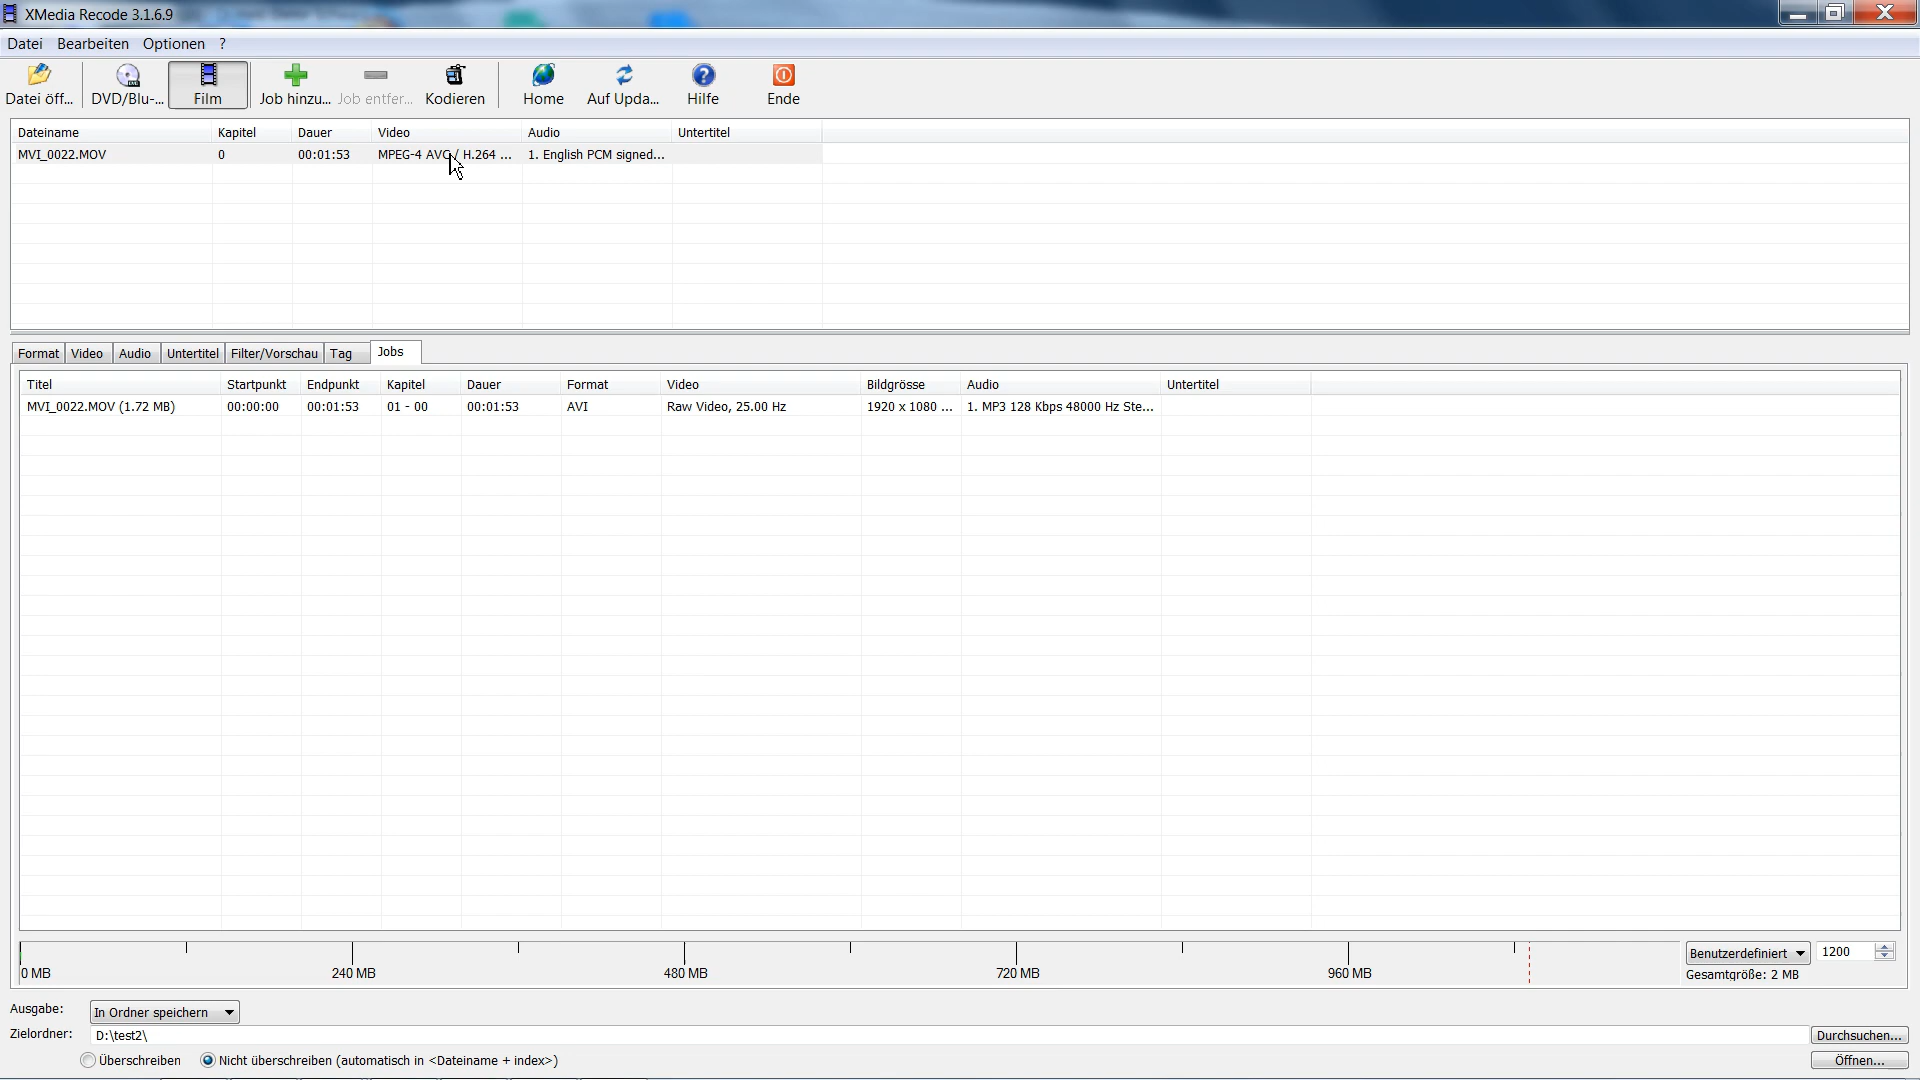 XMedia Recode 3.1.6.9
Datei Bearbeiten Optionen ?
Datei öff... DVD/Blu-... Film Job hinzu... Job entfer... Kodieren Home Auf Upda... Hilfe Ende
Dateiname Kapitel Dauer Video Audio Untertitel
MVI_0022.MOV 0 00:01:53 MPEG-4 AVC / H.264 ... 1. English PCM signed...
Format Video Audio Untertitel Filter/Vorschau Tag Jobs
Titel Startpunkt Endpunkt Kapitel Dauer Format Video Bildgrösse Audio Untertitel
MVI_0022.MOV (1.72 MB) 00:00:00 00:01:53 01 - 00 00:01:53 AVI Raw Video, 25.00 Hz 1920 x 1080 ... 1. MP3 128 Kbps 48000 Hz Ste...
Benutzerdefiniert 1200
0 MB 240 MB 480 MB 720 MB 960 MB Gesamtgröße: 2 MB
Ausgabe: In Ordner speichern
Zielordner: D:\test2\ Durchsuchen...
Überschreiben Nicht überschreiben (automatisch in <Dateiname + index>) Öffnen...